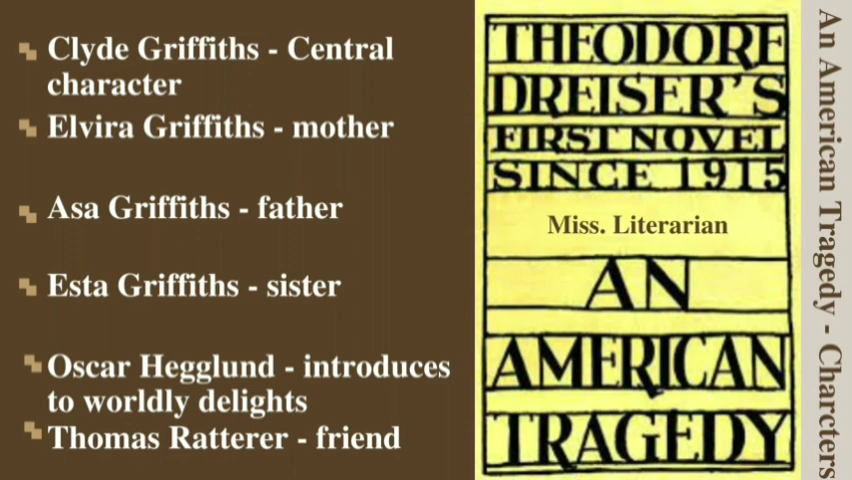 Clyde Griffiths - Central
character
Elvira Griffiths - mother
Asa Griffiths - father
Esta Griffiths - sister
Oscar Hegglund - introduces
to worldly delights
Thomas Ratterer - friend
THEODORE
DREISER'S
FIRST NOVEL
SINCE 1915
Miss. Literarian
AN
AMERICAN
TRAGEDY
An American Tragedy - Charcters